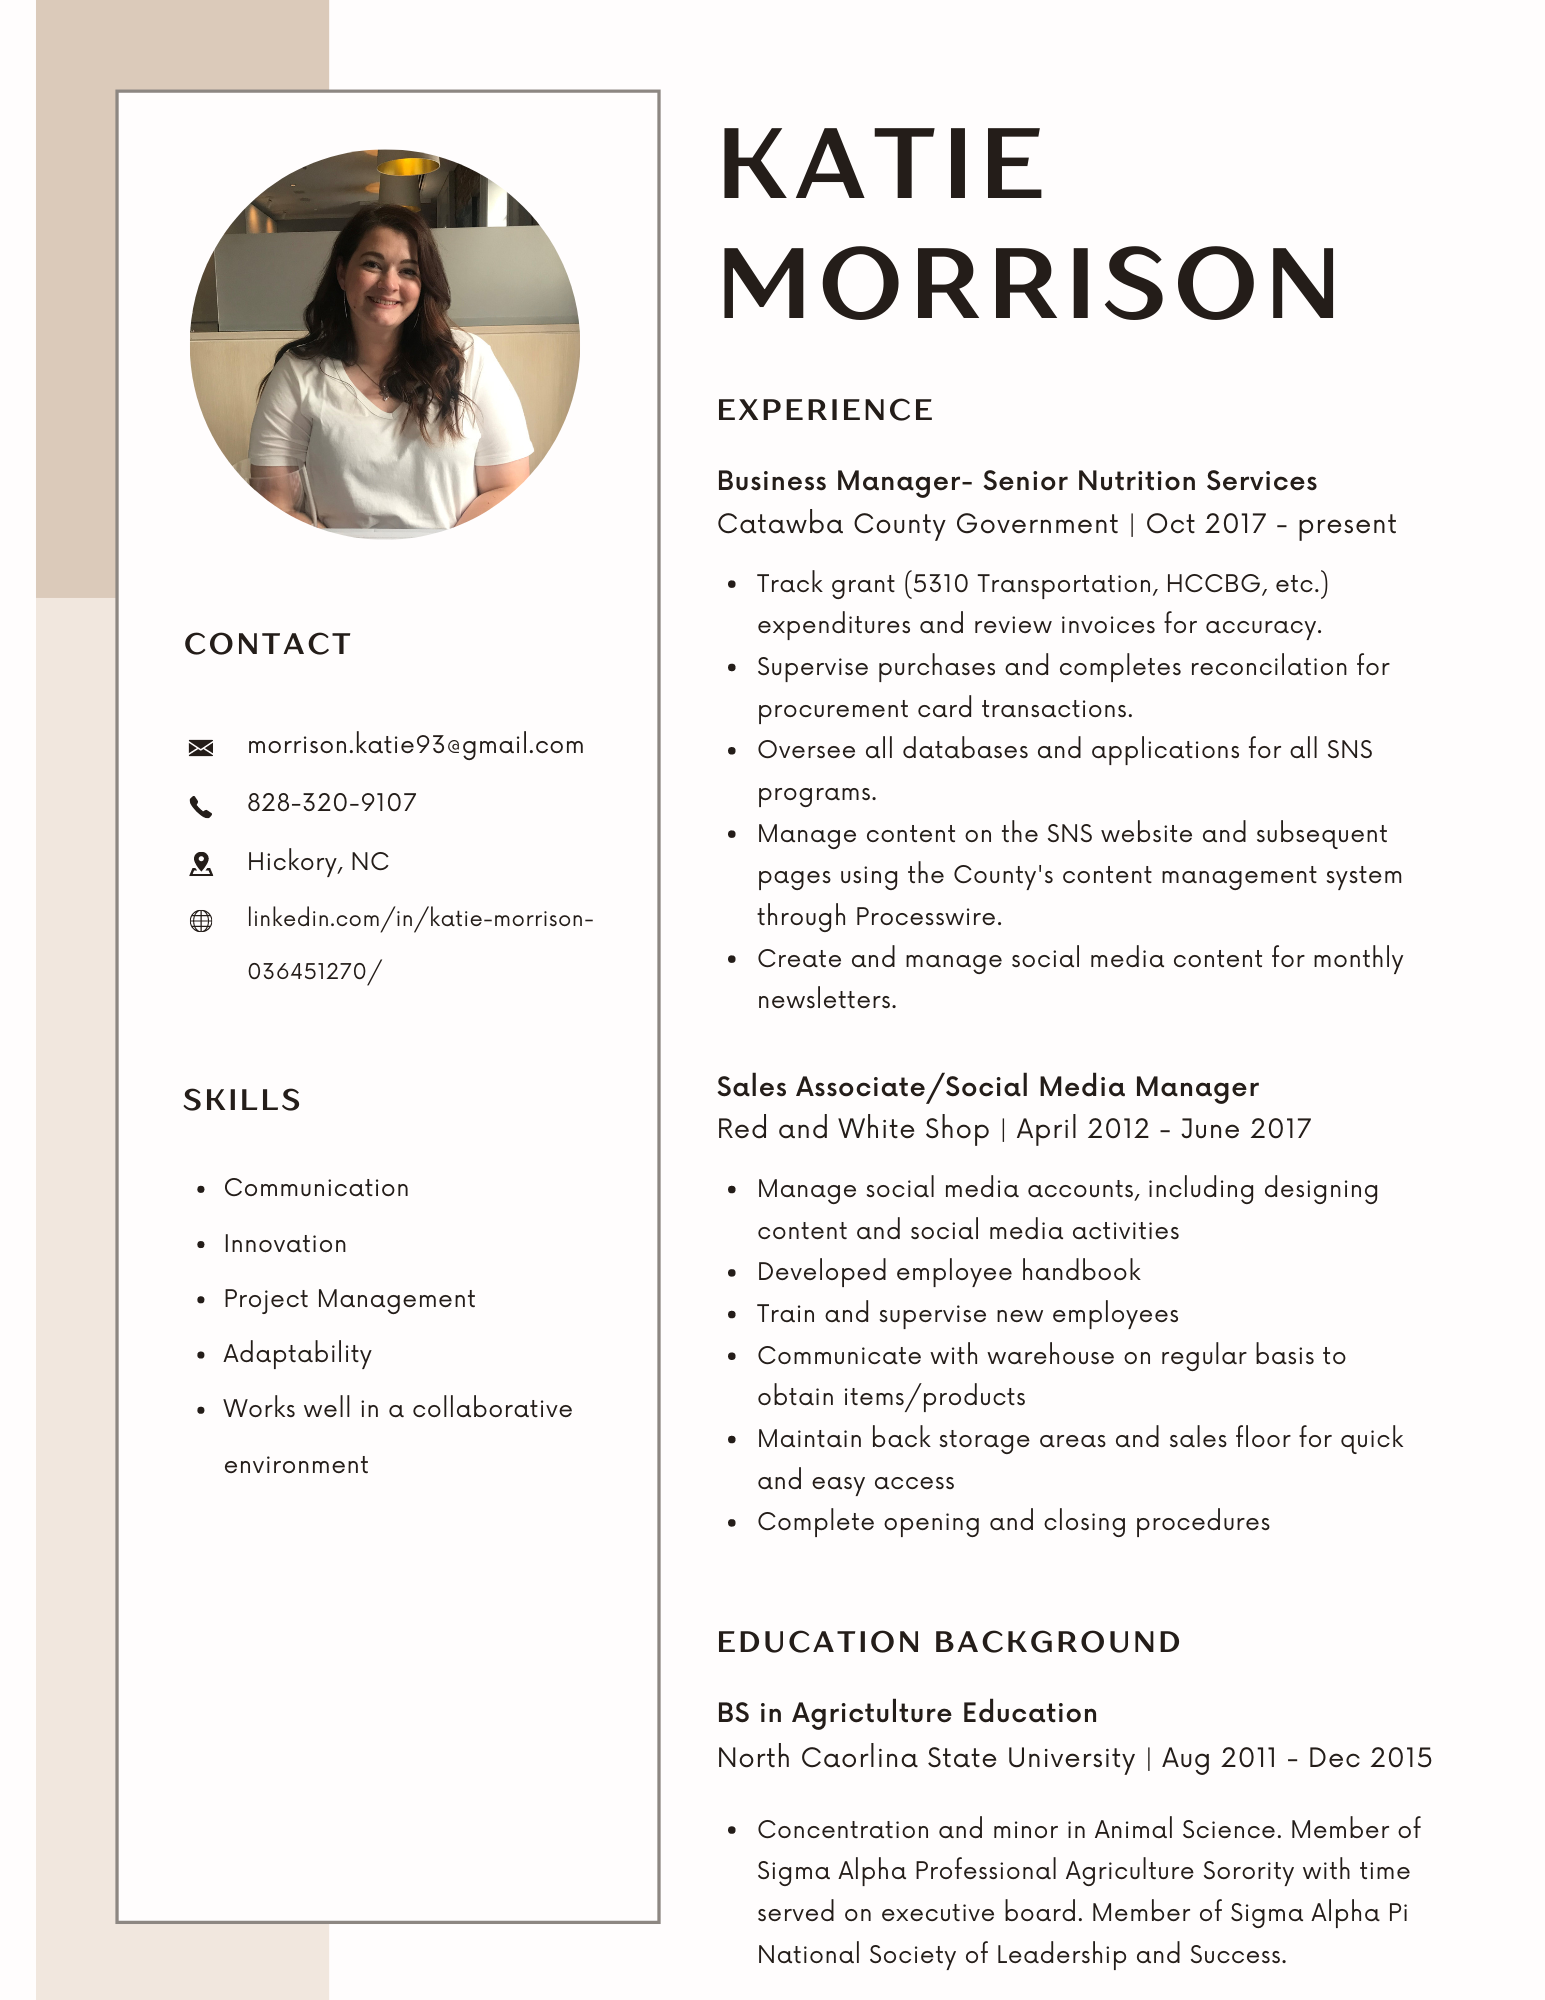 KATIE
MORRISON
CONTACT
morrison.katie93@gmail.com
828-320-9107
Hickory, NC
linkedin.com/in/katie-morrison-
036451270/
SKILLS
• Communication
• Innovation
• Project Management
• Adaptability
• Works well in a collaborative
environment
EXPERIENCE
Business Manager- Senior Nutrition Services
Catawba County Government | Oct 2017 - present
• Track grant (5310 Transportation, HCCBG, etc.)
expenditures and review invoices for accuracy.
• Supervise purchases and completes reconcilation for
procurement card transactions.
• Oversee all databases and applications for all SNS
programs.
• Manage content on the SNS website and subsequent
pages using the County's content management system
through Processwire.
• Create and manage social media content for monthly
newsletters.
Sales Associate/Social Media Manager
Red and White Shop | April 2012 - June 2017
• Manage social media accounts, including designing
content and social media activities
• Developed employee handbook
• Train and supervise new employees
• Communicate with warehouse on regular basis to
obtain items/products
• Maintain back storage areas and sales floor for quick
and easy access
• Complete opening and closing procedures
EDUCATION BACKGROUND
BS in Agrictulture Education
North Caorlina State University | Aug 2011 - Dec 2015
• Concentration and minor in Animal Science. Member of
Sigma Alpha Professional Agriculture Sorority with time
served on executive board. Member of Sigma Alpha Pi
National Society of Leadership and Success.